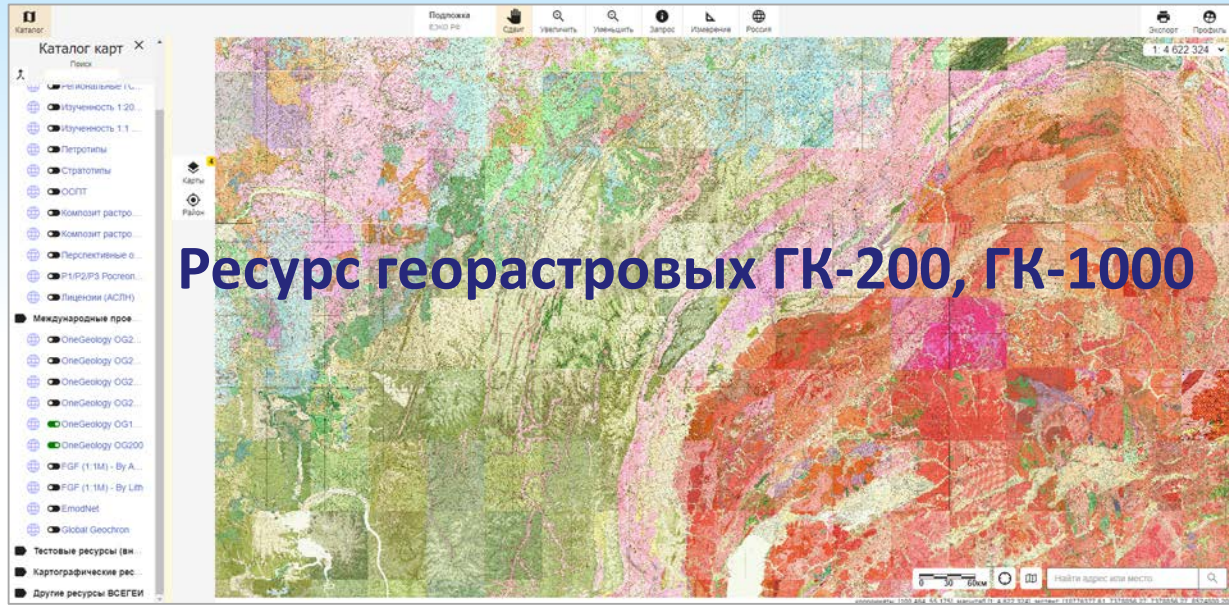 Каталог
Подложка
ЕЭКО РФ
Сдвиг
Увеличить
Уменьшить
Запрос
Измерение
Россия
Экспорт
Профиль
Каталог карт ×
Поиск
1: 4 622 324
Региональные ГС...
Изученность 1:20...
Изученность 1:1 ...
Петротипы
Стратотипы
ООПТ
Композит растро...
Композит растро...
Перспективные о...
P1/P2/P3 Роснеол...
Лицензии (АСЛН)
Международные прое...
OneGeology OG2...
OneGeology OG2...
OneGeology OG2...
OneGeology OG2...
OneGeology OG1...
OneGeology OG200
FGF (1:1M) - By A...
FGF (1:1M) - By Lith
EmodNet
Global Geochron
Тестовые ресурсы (вн...
Картографические рес...
Другие ресурсы ВСЕГЕИ
4
Карты
Район
Ресурс георастровых ГК-200, ГК-1000
0 30 60км
Найти адрес или место